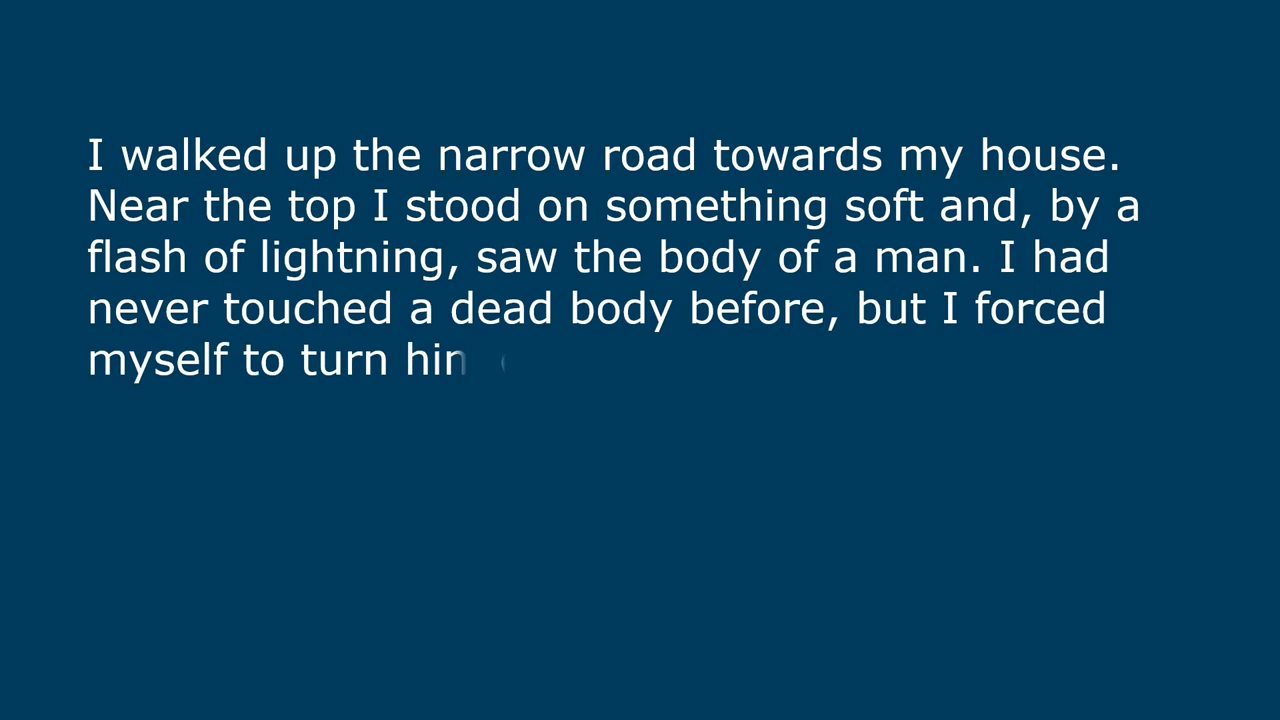 I walked up the narrow road towards my house.
Near the top I stood on something soft and, by a
flash of lightning, saw the body of a man. I had
never touched a dead body before, but I forced
myself to turn